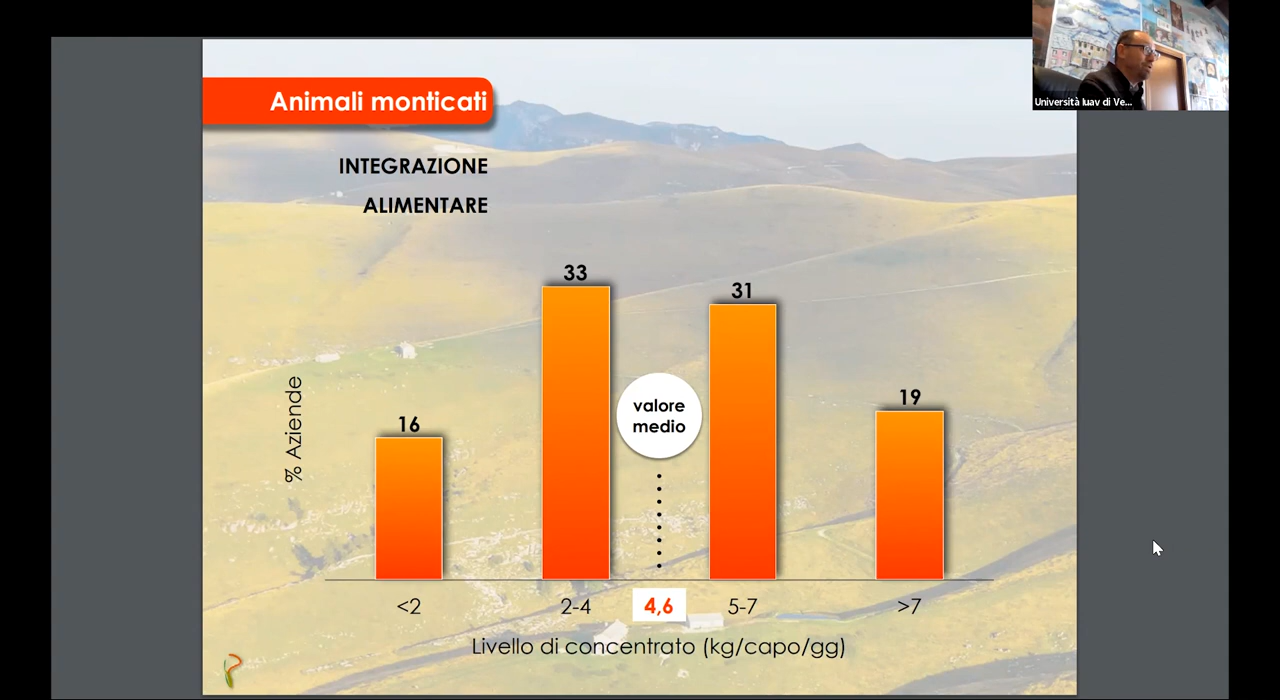 Università Iuav di Ve...
Animali monticati
INTEGRAZIONE
ALIMENTARE
% Aziende
16
33
31
19
valore
medio
<2
2-4
4,6
5-7
>7
Livello di concentrato (kg/capo/gg)